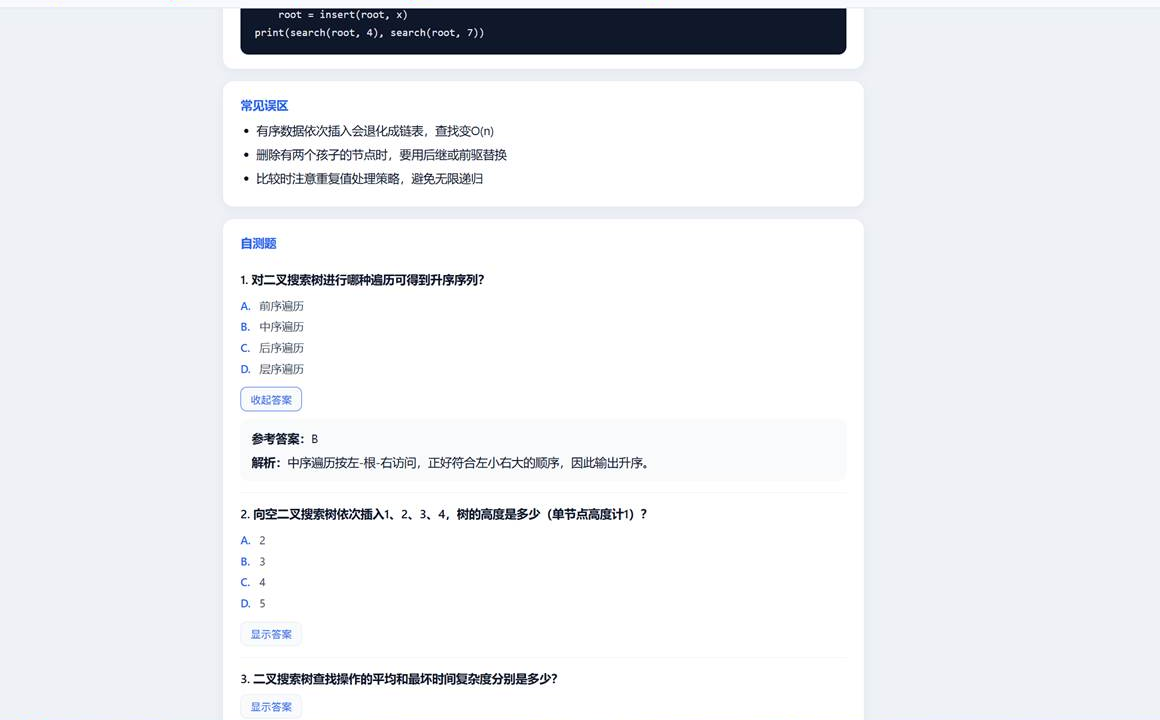 root = insert(root, x)
print(search(root, 4), search(root, 7))
常见误区
• 有序数据依次插入会退化成链表，查找变O(n)
• 删除有两个孩子的节点时，要用后继或前驱替换
• 比较时注意重复值处理策略，避免无限递归
自测题
1. 对二叉搜索树进行哪种遍历可得到升序序列？
A. 前序遍历
B. 中序遍历
C. 后序遍历
D. 层序遍历
收起答案
参考答案：B
解析：中序遍历按左-根-右访问，正好符合左小右大的顺序，因此输出升序。
2. 向空二叉搜索树依次插入1、2、3、4，树的高度是多少（单节点高度计1）？
A. 2
B. 3
C. 4
D. 5
显示答案
3. 二叉搜索树查找操作的平均和最坏时间复杂度分别是多少？
显示答案